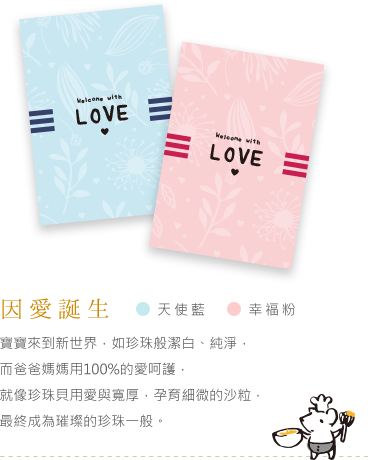 Welcome with
LOVE
Welcome with
LOVE
因愛誕生
天使藍
幸福粉
寶寶來到新世界，如珍珠般潔白、純淨，
而爸爸媽媽用100%的愛呵護，
就像珍珠貝用愛與寬厚，孕育細微的沙粒，
最終成為璀璨的珍珠一般。